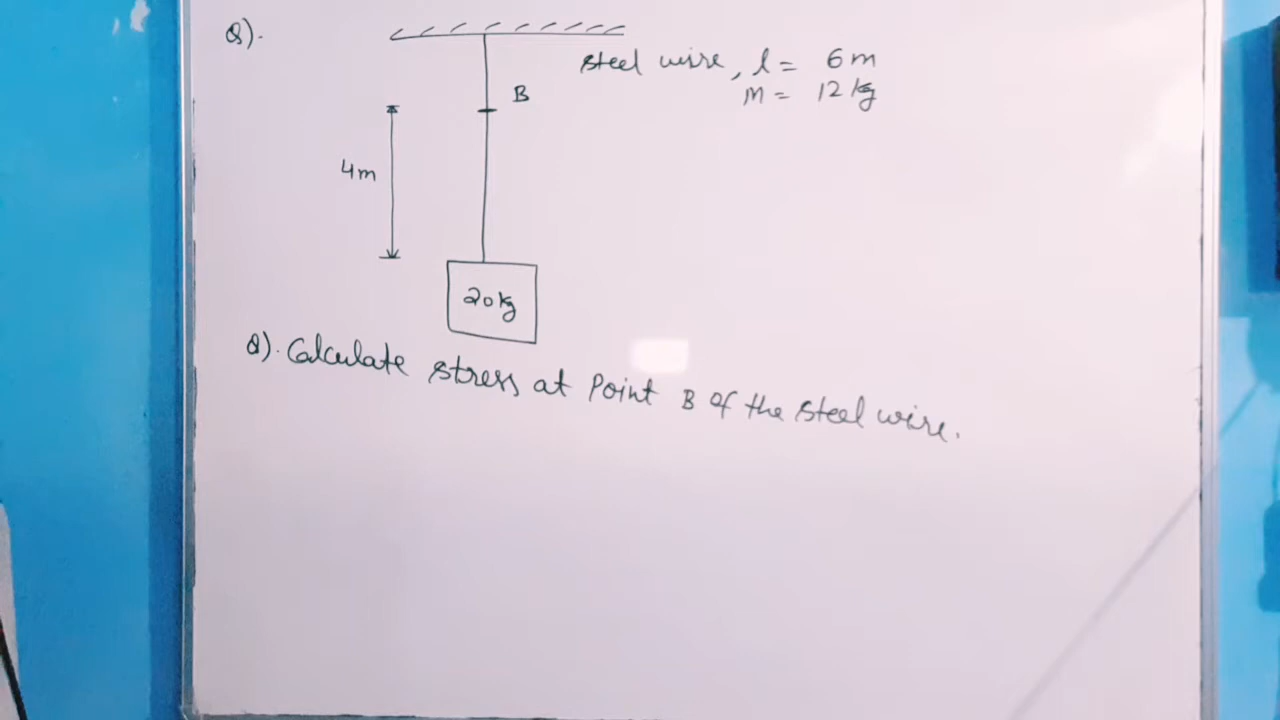 Q).
steel wire, l = 6m
m = 12 kg
B
4m
20kg
Q). Calculate stress at Point B of the steel wire.